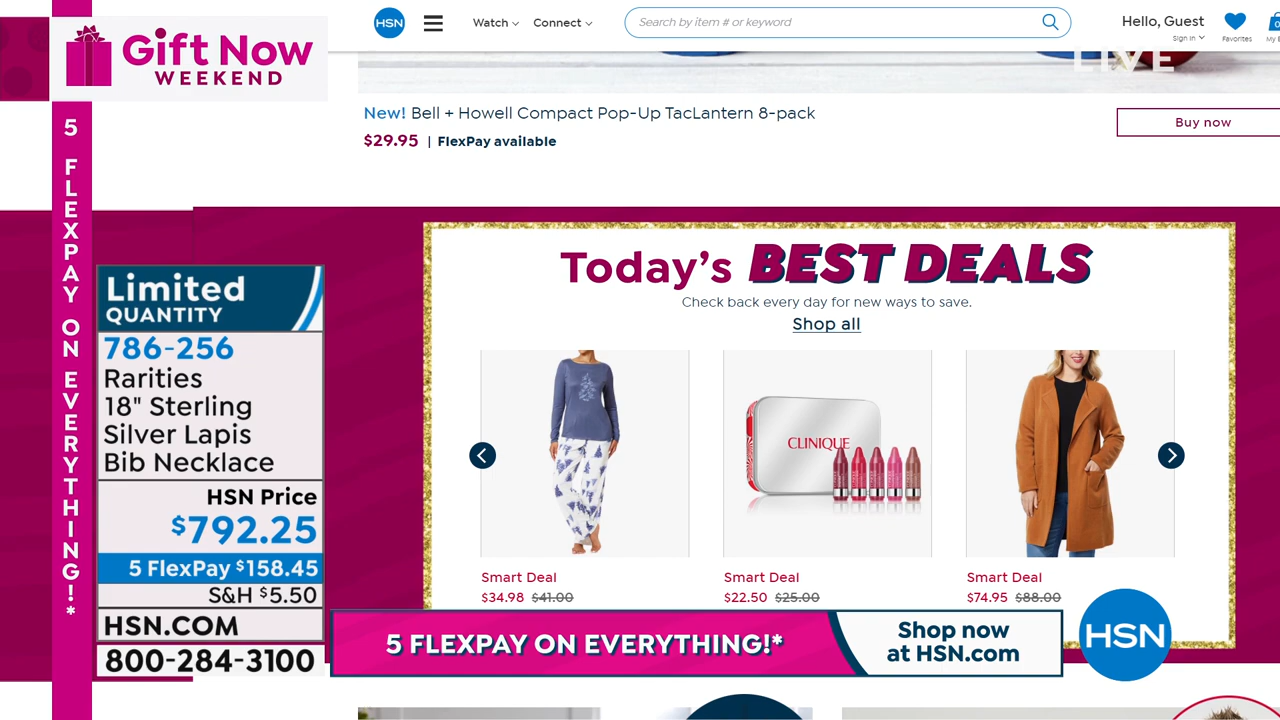 Gift Now
WEEKEND
5 FLEXPAY ON EVERYTHING!*
HSN
Watch
Connect
Search by item # or keyword
Hello, Guest
Sign In
Favorites
0
LIVE
New! Bell + Howell Compact Pop-Up TacLantern 8-pack
$29.95 | FlexPay available
Buy now
Limited
QUANTITY
786-256
Rarities
18" Sterling
Silver Lapis
Bib Necklace
HSN Price
$792.25
5 FlexPay $158.45
S&H $5.50
HSN.COM
800-284-3100
Today's BEST DEALS
Check back every day for new ways to save.
Shop all
CLINIQUE
Smart Deal
$34.98 $41.00
Smart Deal
$22.50 $25.00
Smart Deal
$74.95 $88.00
5 FLEXPAY ON EVERYTHING!*
Shop now
at HSN.com
HSN